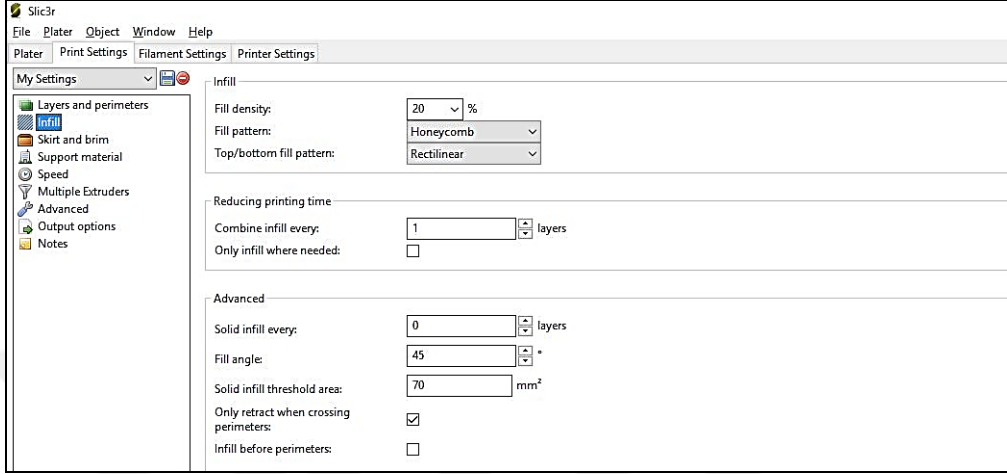 Slic3r
File Plater Object Window Help
Plater Print Settings Filament Settings Printer Settings
My Settings
Layers and perimeters
Infill
Skirt and brim
Support material
Speed
Multiple Extruders
Advanced
Output options
Notes
Infill
Fill density: 20 %
Fill pattern: Honeycomb
Top/bottom fill pattern: Rectilinear
Reducing printing time
Combine infill every: 1 layers
Only infill where needed:
Advanced
Solid infill every: 0 layers
Fill angle: 45 °
Solid infill threshold area: 70 mm²
Only retract when crossing
perimeters:
Infill before perimeters: